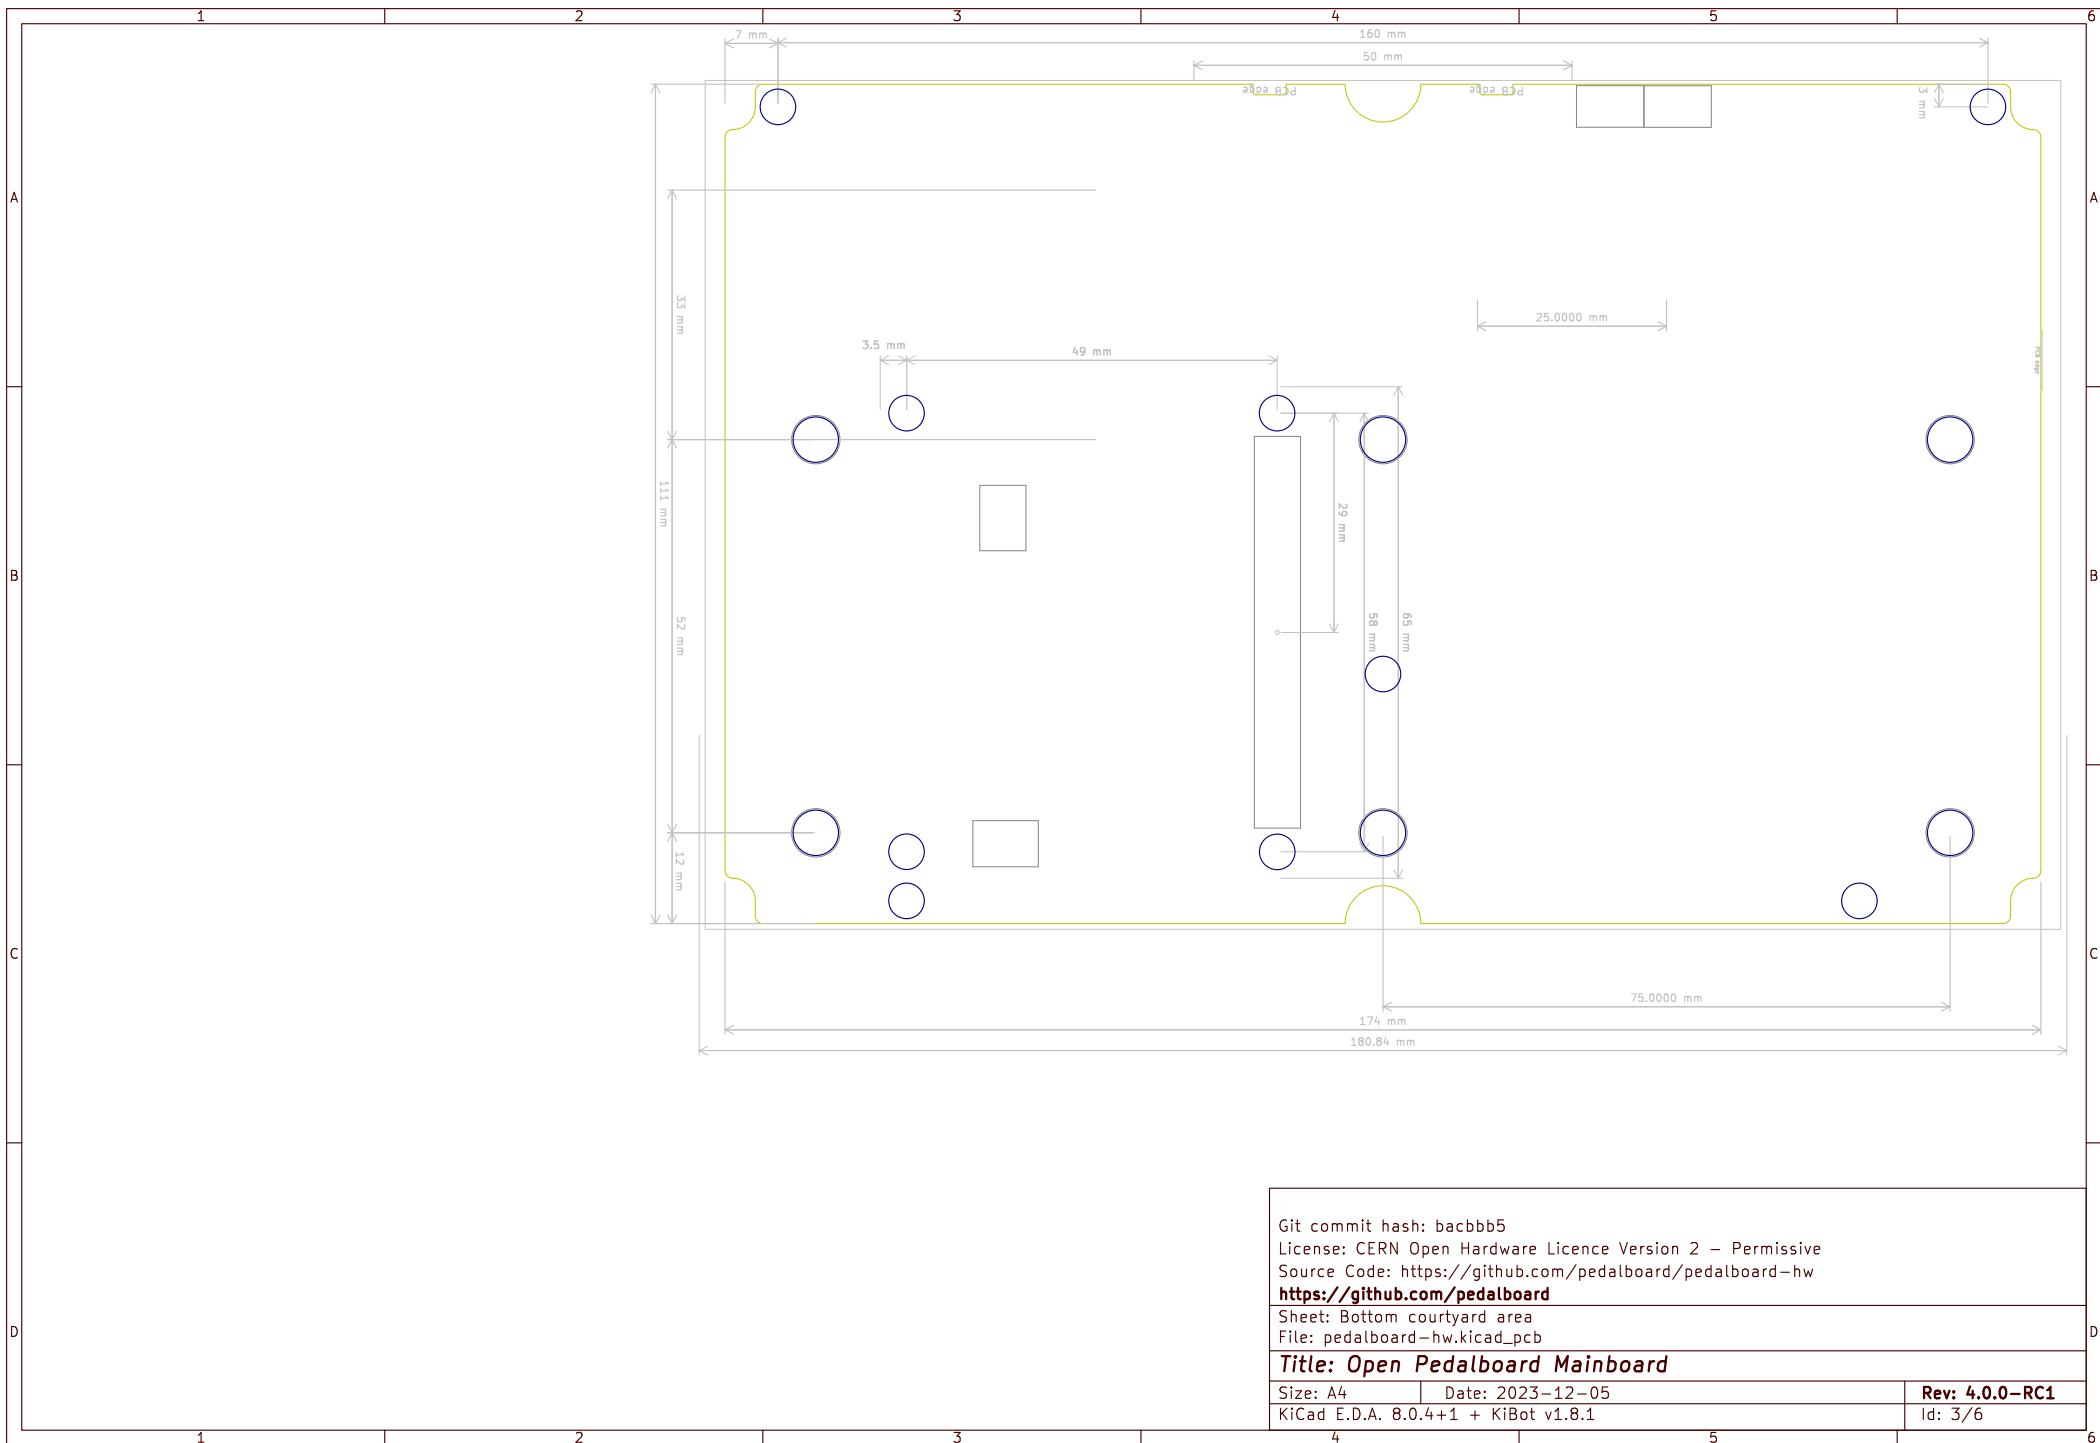 1 2 3 4 5 6
7 mm
160 mm
50 mm
PCB edge
PCB edge
3 mm
A
A
33 mm
25.0000 mm
3.5 mm
49 mm
PCB edge
111 mm
29 mm
B
B
52 mm
58 mm
65 mm
12 mm
C
C
75.0000 mm
174 mm
180.84 mm
Git commit hash: bacbbb5
License: CERN Open Hardware Licence Version 2 - Permissive
Source Code: https://github.com/pedalboard/pedalboard-hw
https://github.com/pedalboard
Sheet: Bottom courtyard area
File: pedalboard-hw.kicad_pcb
D
D
Title: Open Pedalboard Mainboard
Size: A4 Date: 2023-12-05 Rev: 4.0.0-RC1
KiCad E.D.A. 8.0.4+1 + KiBot v1.8.1 Id: 3/6
1 2 3 4 5 6